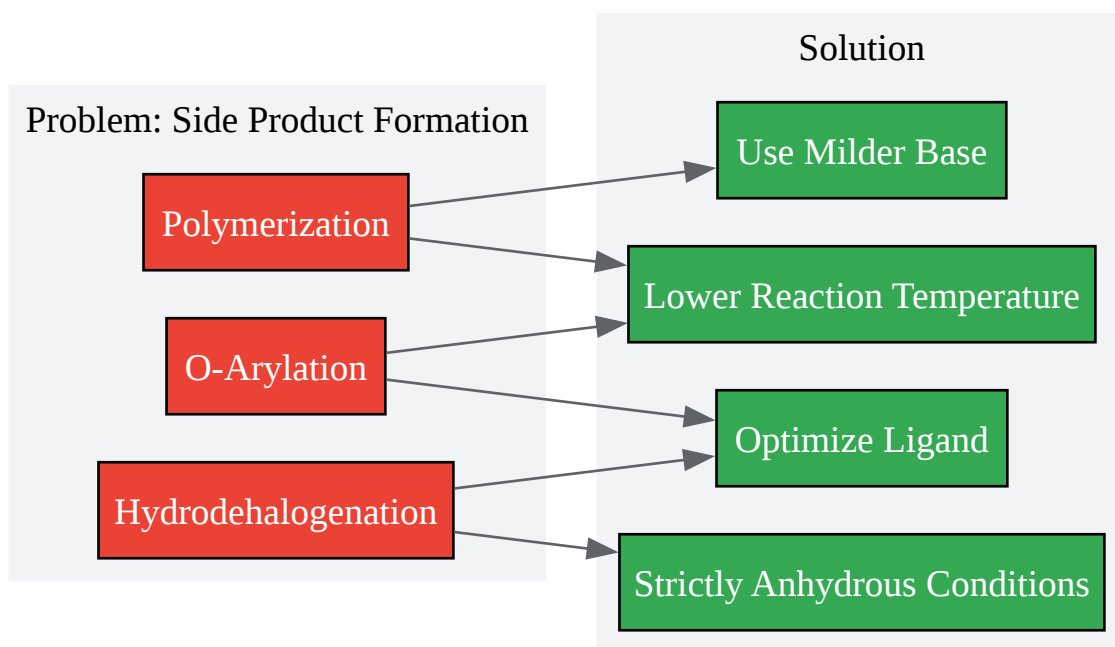 Problem: Side Product Formation
Polymerization
O-Arylation
Hydrodehalogenation
Solution
Use Milder Base
Lower Reaction Temperature
Optimize Ligand
Strictly Anhydrous Conditions